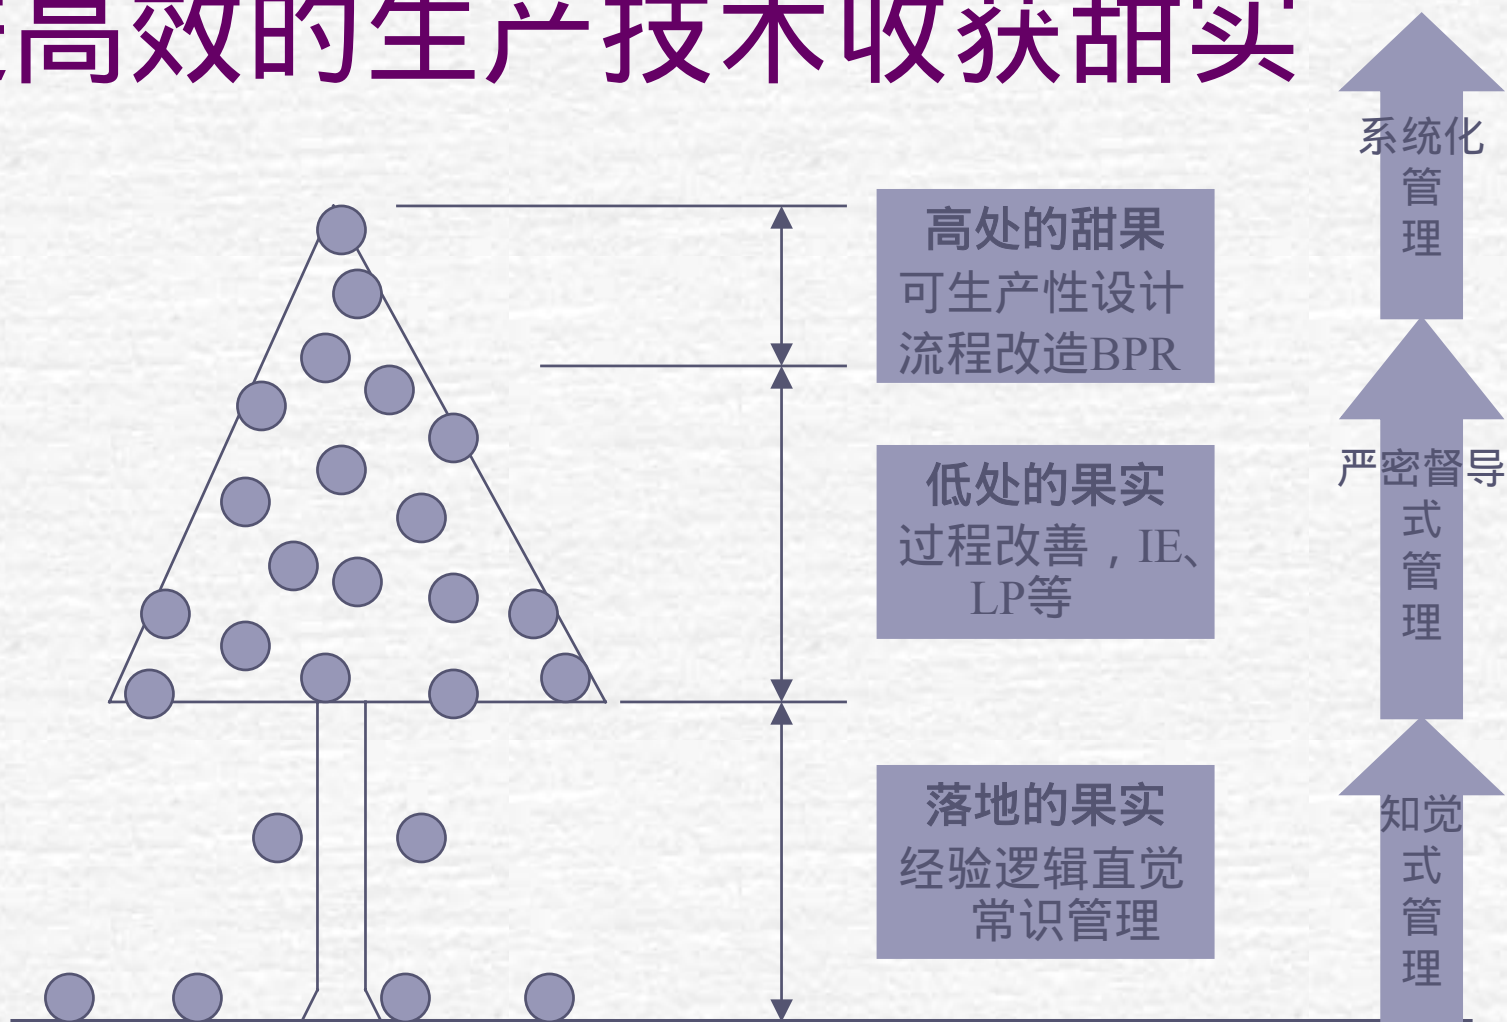 高效的生产技术收获甜实
高处的甜果
可生产性设计
流程改造BPR
低处的果实
过程改善，IE、
LP等
落地的果实
经验逻辑直觉
常识管理
系统化
管
理
严密督导
式
管
理
知觉
式
管
理